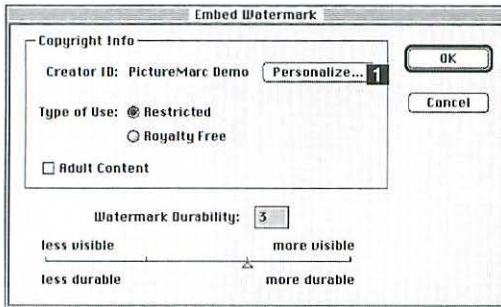 Embed Watermark
Copyright Info
Creator ID: PictureMarc Demo Personalize... 1
OK
Type of Use: Restricted
Cancel
Royalty Free
Adult Content
Watermark Durability: 3
less visible more visible
less durable more durable